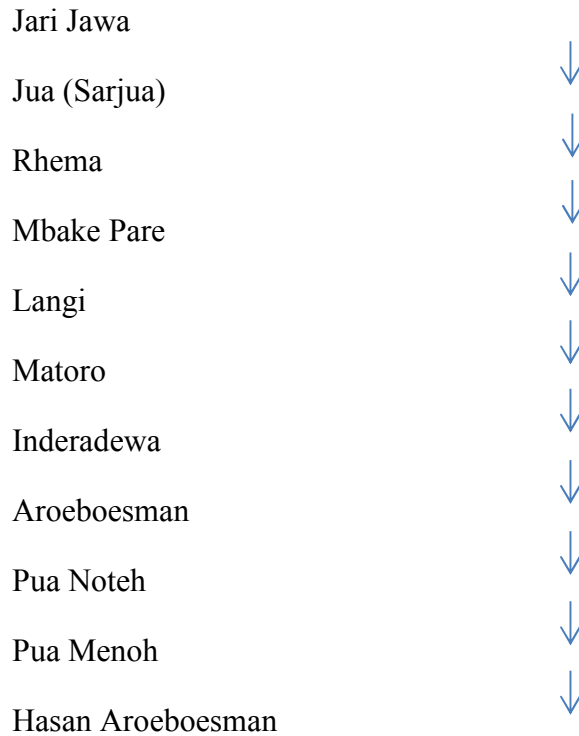 Jari Jawa
Jua (Sarjua)
Rhema
Mbake Pare
Langi
Matoro
Inderadewa
Aroeboesman
Pua Noteh
Pua Menoh
Hasan Aroeboesman